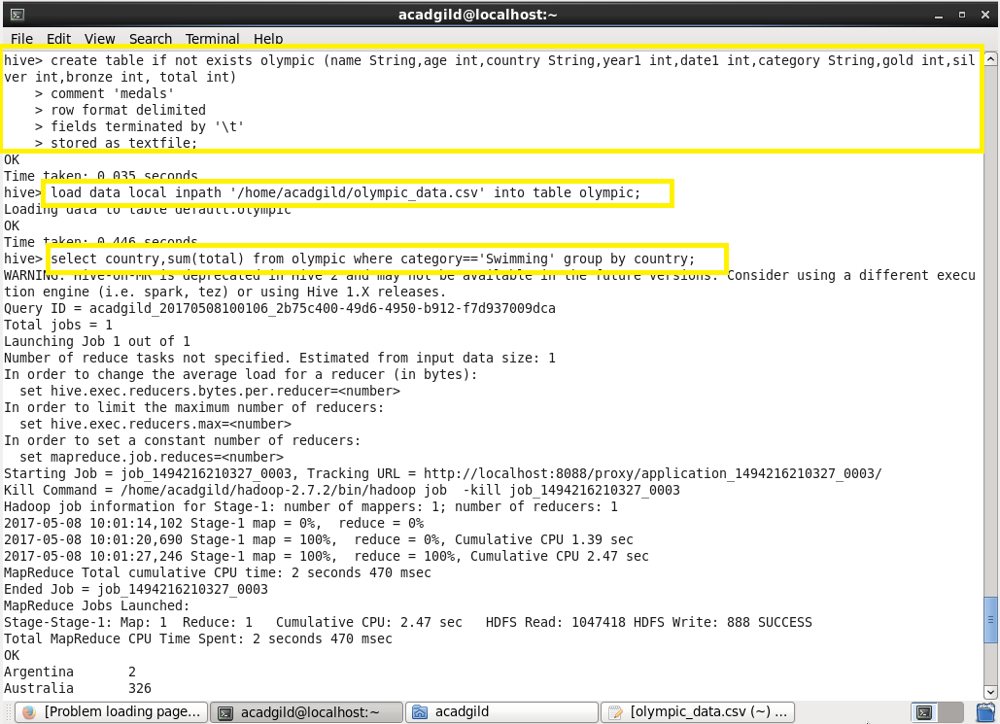 acadgild@localhost:~
File Edit View Search Terminal Help
hive> create table if not exists olympic (name String,age int,country String,year1 int,date1 int,category String,gold int,sil
ver int,bronze int, total int)
    > comment 'medals'
    > row format delimited
    > fields terminated by '\t'
    > stored as textfile;
OK
Time taken: 0.035 seconds
hive> load data local inpath '/home/acadgild/olympic_data.csv' into table olympic;
Loading data to table default.olympic
OK
Time taken: 0.446 seconds
hive> select country,sum(total) from olympic where category=='Swimming' group by country;
WARNING: Hive-on-MR is deprecated in Hive 2 and may not be available in the future versions. Consider using a different execu
tion engine (i.e. spark, tez) or using Hive 1.X releases.
Query ID = acadgild_20170508100106_2b75c400-49d6-4950-b912-f7d937009dca
Total jobs = 1
Launching Job 1 out of 1
Number of reduce tasks not specified. Estimated from input data size: 1
In order to change the average load for a reducer (in bytes):
  set hive.exec.reducers.bytes.per.reducer=<number>
In order to limit the maximum number of reducers:
  set hive.exec.reducers.max=<number>
In order to set a constant number of reducers:
  set mapreduce.job.reduces=<number>
Starting Job = job_1494216210327_0003, Tracking URL = http://localhost:8088/proxy/application_1494216210327_0003/
Kill Command = /home/acadgild/hadoop-2.7.2/bin/hadoop job  -kill job_1494216210327_0003
Hadoop job information for Stage-1: number of mappers: 1; number of reducers: 1
2017-05-08 10:01:14,102 Stage-1 map = 0%,  reduce = 0%
2017-05-08 10:01:20,690 Stage-1 map = 100%,  reduce = 0%, Cumulative CPU 1.39 sec
2017-05-08 10:01:27,246 Stage-1 map = 100%,  reduce = 100%, Cumulative CPU 2.47 sec
MapReduce Total cumulative CPU time: 2 seconds 470 msec
Ended Job = job_1494216210327_0003
MapReduce Jobs Launched:
Stage-Stage-1: Map: 1  Reduce: 1   Cumulative CPU: 2.47 sec   HDFS Read: 1047418 HDFS Write: 888 SUCCESS
Total MapReduce CPU Time Spent: 2 seconds 470 msec
OK
Argentina       2
Australia       326
[Problem loading page... acadgild@localhost:~ acadgild [olympic_data.csv (~) ...